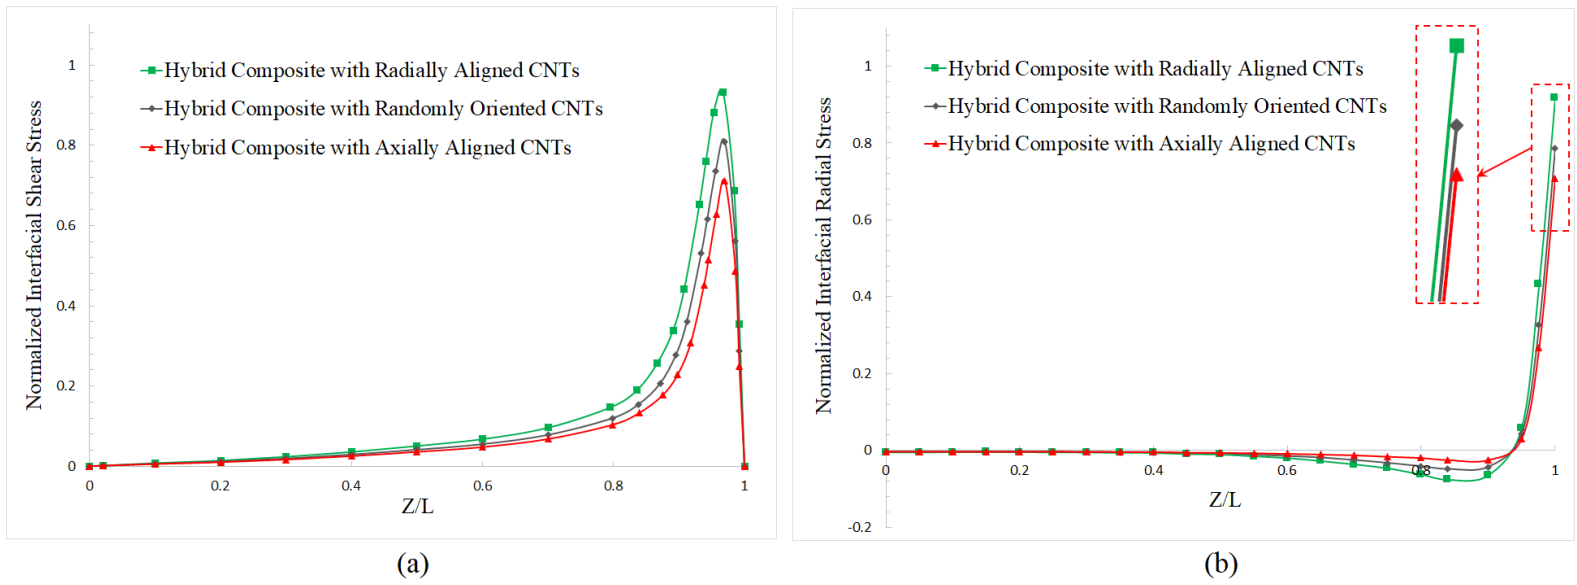 Normalized Interfacial Shear Stress
1
0.8
0.6
0.4
0.2
0
Hybrid Composite with Radially Aligned CNTs
Hybrid Composite with Randomly Oriented CNTs
Hybrid Composite with Axially Aligned CNTs
0 0.2 0.4 0.6 0.8 1
Z/L
(a)
Normalized Interfacial Radial Stress
1
0.8
0.6
0.4
0.2
0
-0.2
Hybrid Composite with Radially Aligned CNTs
Hybrid Composite with Randomly Oriented CNTs
Hybrid Composite with Axially Aligned CNTs
0 0.2 0.4 0.6 0.8 1
Z/L
(b)